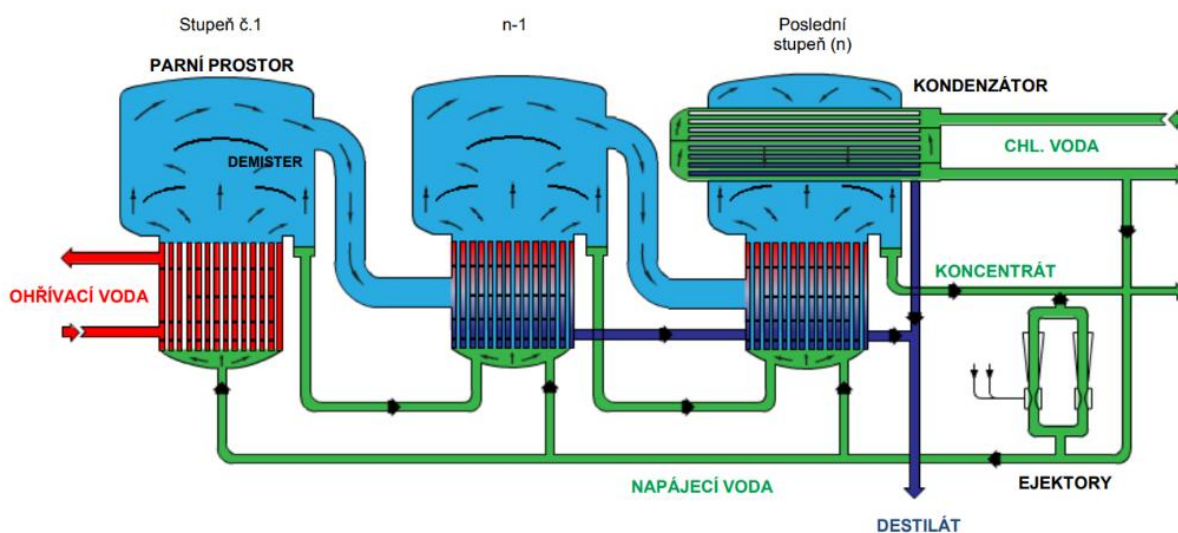 Stupeň č.1
n-1
Poslední
stupeň (n)
PARNÍ PROSTOR
KONDENZÁTOR
DEMISTER
CHL. VODA
OHŘÍVACÍ VODA
KONCENTRÁT
NAPÁJECÍ VODA
EJEKTORY
DESTILÁT